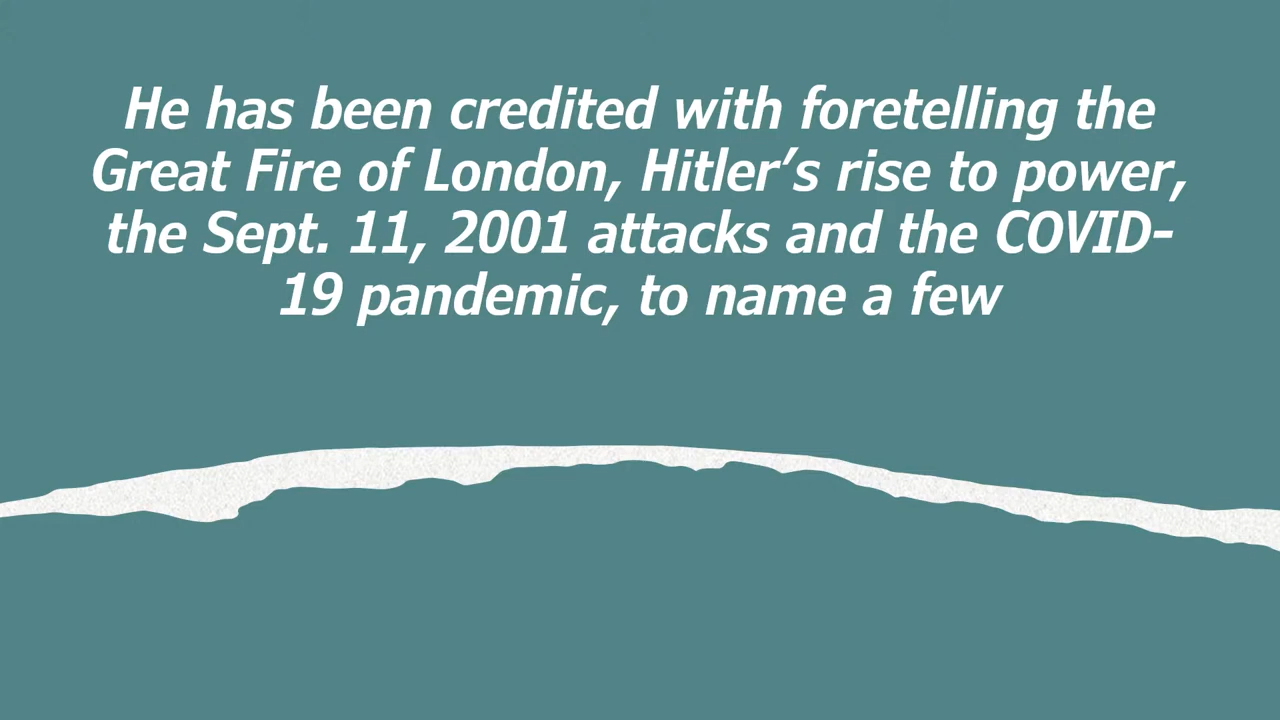 He has been credited with foretelling the
Great Fire of London, Hitler’s rise to power,
the Sept. 11, 2001 attacks and the COVID-
19 pandemic, to name a few